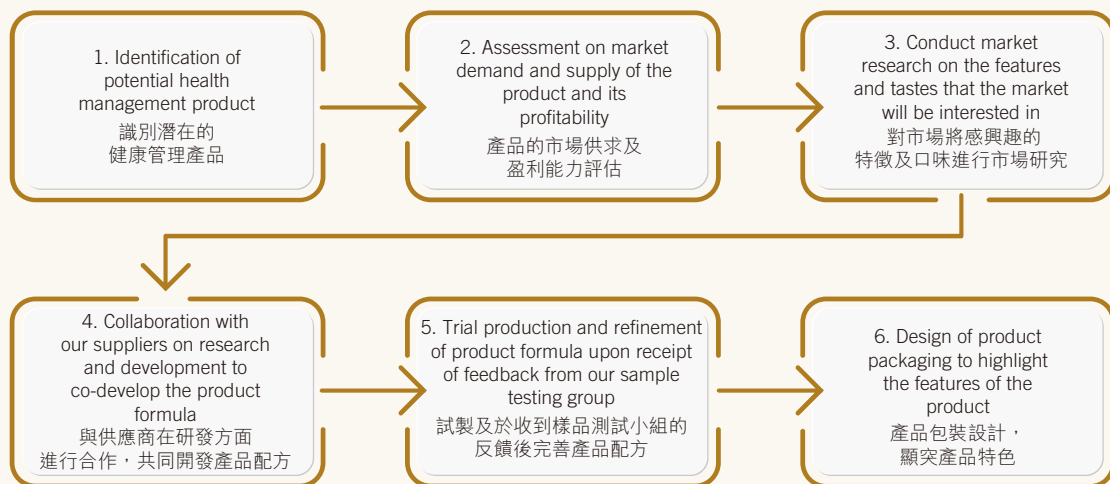 1. Identification of
potential health
management product
識別潛在的
健康管理產品
2. Assessment on market
demand and supply of the
product and its
profitability
產品的市場供求及
盈利能力評估
3. Conduct market
research on the features
and tastes that the market
will be interested in
對市場將感興趣的
特徵及口味進行市場研究
4. Collaboration with
our suppliers on research
and development to
co-develop the product
formula
與供應商在研發方面
進行合作，共同開發產品配方
5. Trial production and refinement
of product formula upon receipt
of feedback from our sample
testing group
試製及於收到樣品測試小組的
反饋後完善產品配方
6. Design of product
packaging to highlight
the features of the
product
產品包裝設計，
顯突產品特色